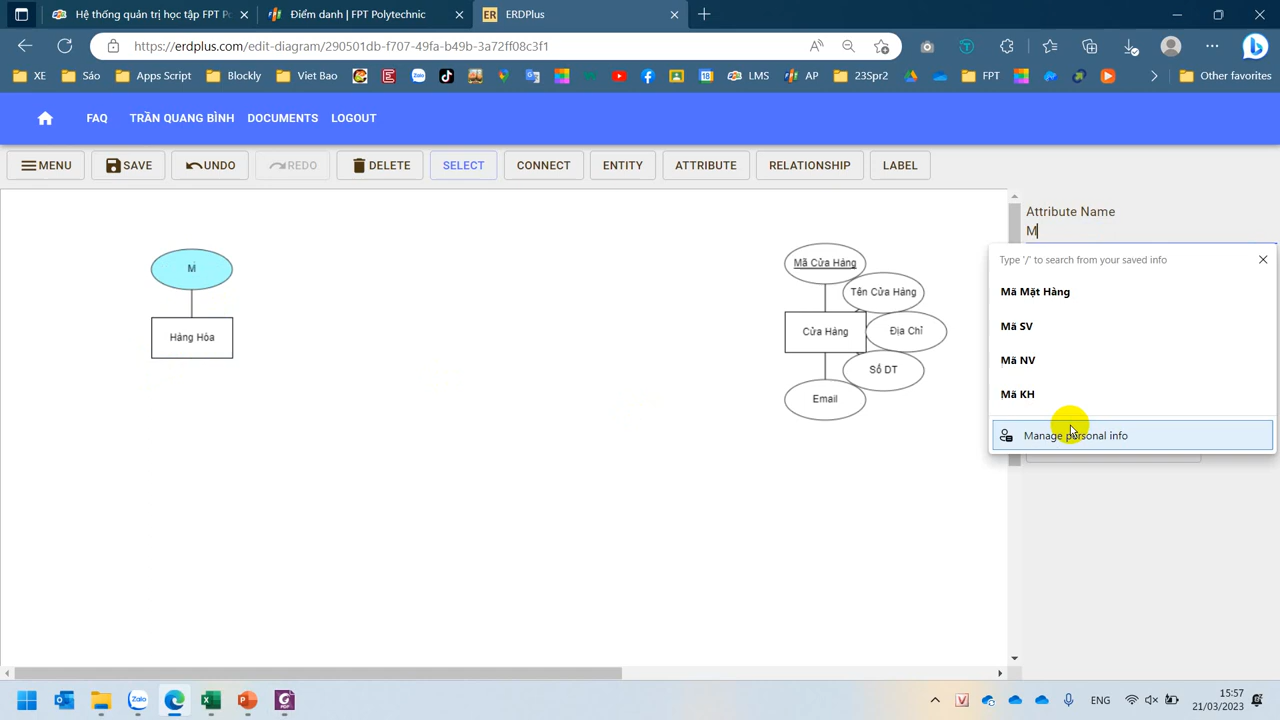 Hệ thống quản trị học tập FPT Po
Điểm danh | FPT Polytechnic
ER
ERDPlus
https://erdplus.com/edit-diagram/290501db-f707-49fa-b49b-3a72ff08c3f1
XE
Sáo
Apps Script
Blockly
Viet Bao
LMS
AP
23Spr2
FPT
Other favorites
FAQ
TRẦN QUANG BÌNH
DOCUMENTS
LOGOUT
MENU
SAVE
UNDO
REDO
DELETE
SELECT
CONNECT
ENTITY
ATTRIBUTE
RELATIONSHIP
LABEL
Attribute Name
M
Type '/' to search from your saved info
Mã Mặt Hàng
Mã SV
Mã NV
Mã KH
Manage personal info
M
Hàng Hóa
Mã Cửa Hàng
Tên Cửa Hàng
Cửa Hàng
Địa Chỉ
Số DT
Email
ENG
15:57
21/03/2023